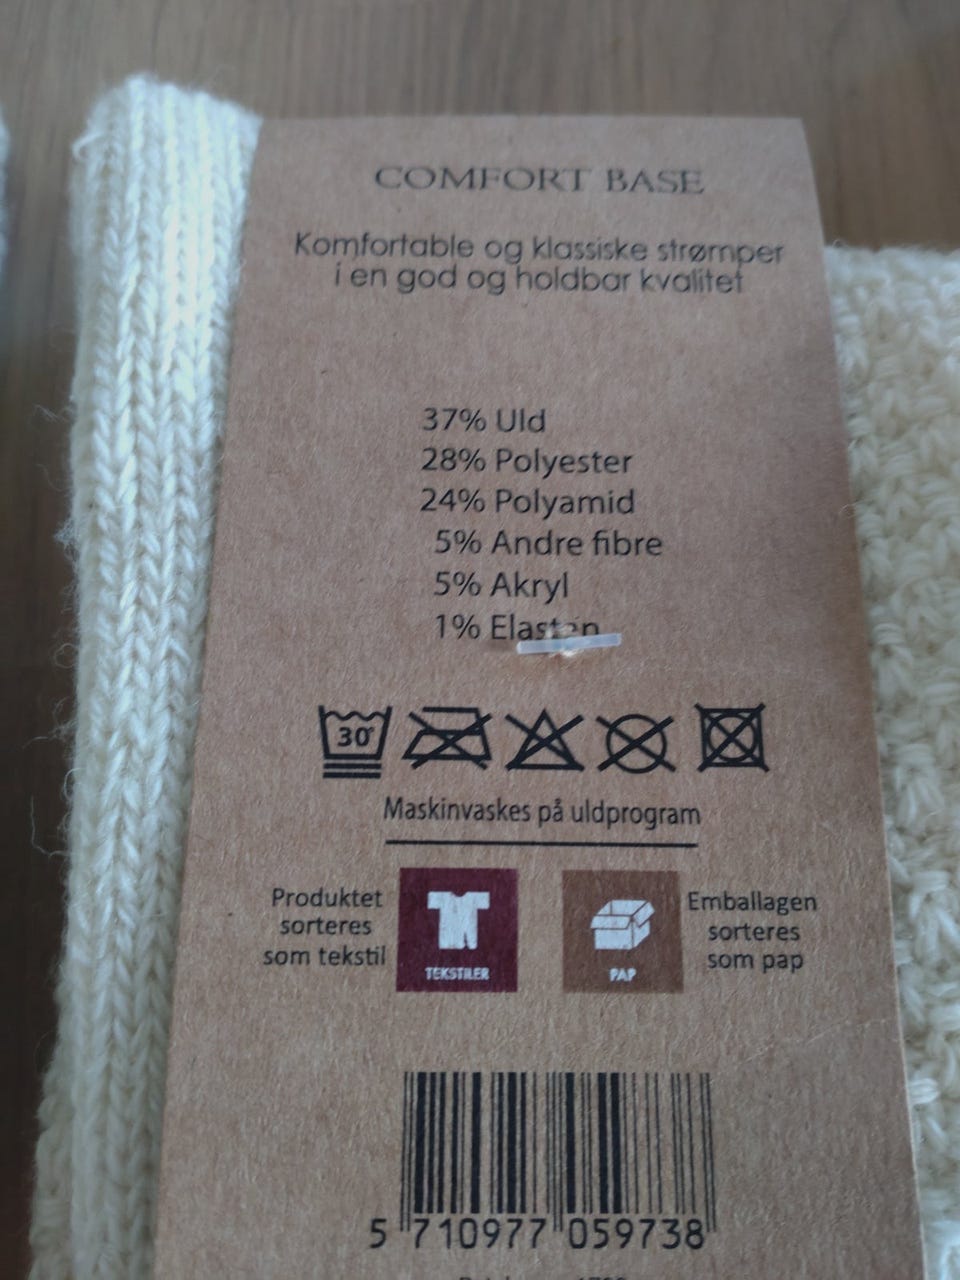 COMFORT BASE
Komfortable og klassiske strømper
i en god og holdbar kvalitet
37% Uld
28% Polyester
24% Polyamid
5% Andre fibre
5% Akryl
1% Elastan
30°
Maskinvaskes på uldprogram
Produktet
sorteres
som tekstil
TEKSTILER
PAP
Emballagen
sorteres
som pap
5 710977 059738